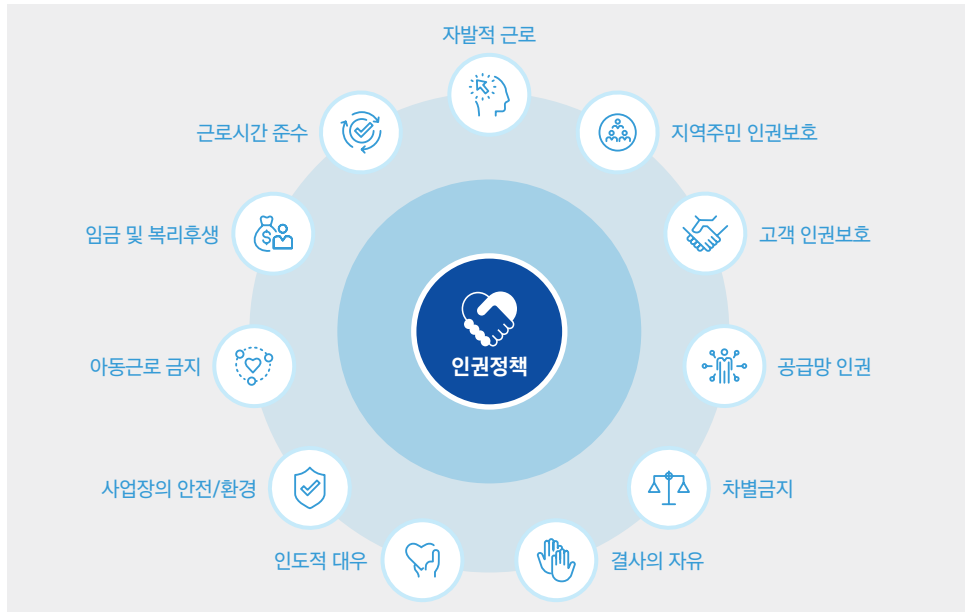 자발적 근로
근로시간 준수
지역주민 인권보호
임금 및 복리후생
고객 인권보호
인권정책
아동근로 금지
공급망 인권
사업장의 안전/환경
차별금지
인도적 대우
결사의 자유